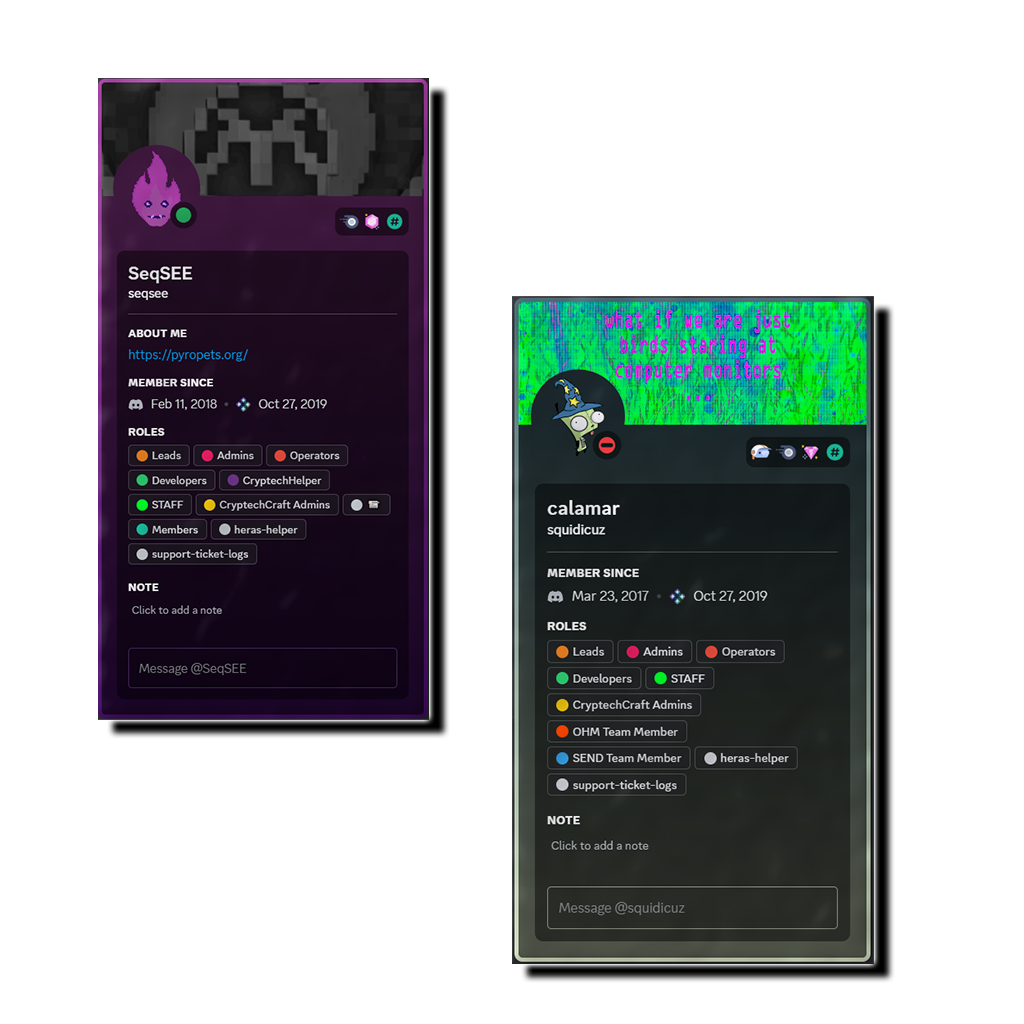 SeqSEE
seqsee
ABOUT ME
https://pyropets.org/
MEMBER SINCE
Feb 11, 2018 • Oct 27, 2019
ROLES
Leads Admins Operators
Developers CryptechHelper
STAFF CryptechCraft Admins
Members heras-helper
support-ticket-logs
NOTE
Click to add a note
Message @SeqSEE
what if we are just
birds staring at
computer monitors
...
calamar
squidicuz
MEMBER SINCE
Mar 23, 2017 • Oct 27, 2019
ROLES
Leads Admins Operators
Developers STAFF
CryptechCraft Admins
OHM Team Member
SEND Team Member heras-helper
support-ticket-logs
NOTE
Click to add a note
Message @squidicuz